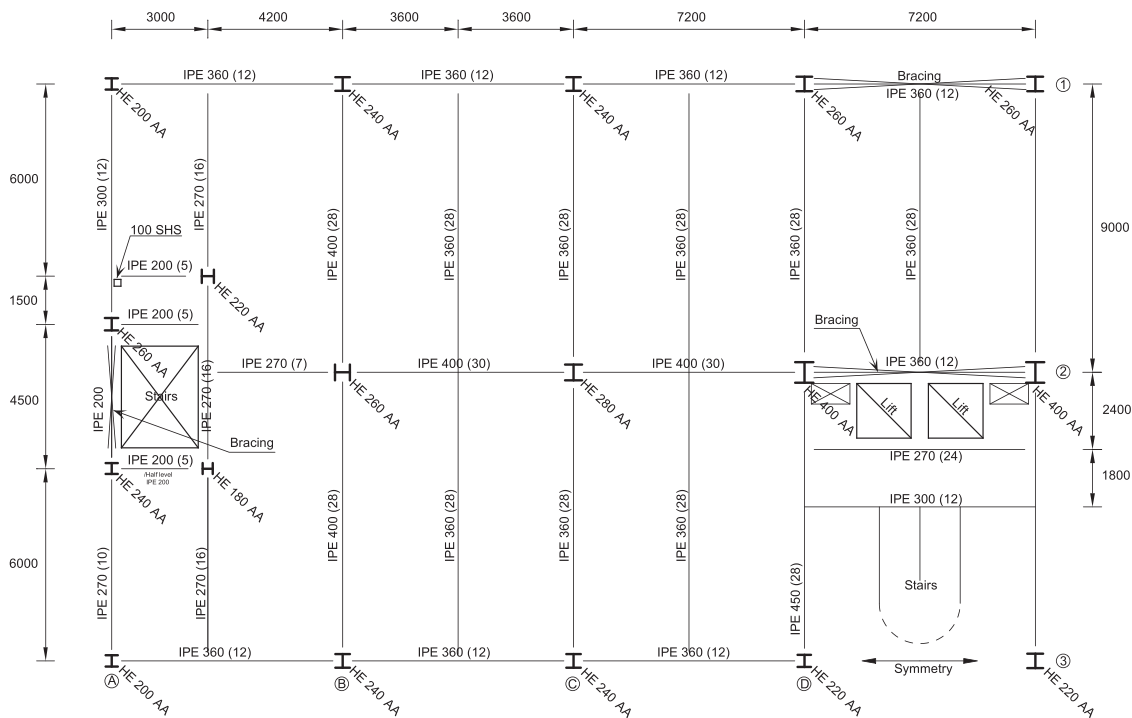 3000
4200
3600
3600
7200
7200
IPE 360 (12)
IPE 360 (12)
IPE 360 (12)
Bracing
IPE 360 (12)
1
HE 200 AA
HE 240 AA
HE 240 AA
HE 260 AA
HE 260 AA
6000
IPE 300 (12)
IPE 270 (16)
IPE 400 (28)
IPE 360 (28)
IPE 360 (28)
IPE 360 (28)
IPE 360 (28)
IPE 360 (28)
9000
100 SHS
IPE 200 (5)
1500
HE 220 AA
IPE 200 (5)
Bracing
HE 260 AA
IPE 270 (7)
IPE 400 (30)
IPE 400 (30)
IPE 360 (12)
2
4500
IPE 200
Stairs
IPE 270 (16)
HE 260 AA
HE 280 AA
HE 400 AA
Lift
Lift
HE 400 AA
2400
Bracing
IPE 200 (5)
/Half level
IPE 200
IPE 270 (24)
1800
HE 240 AA
HE 180 AA
IPE 300 (12)
6000
IPE 270 (10)
IPE 270 (16)
IPE 400 (28)
IPE 360 (28)
IPE 360 (28)
IPE 360 (28)
IPE 450 (28)
Stairs
IPE 360 (12)
IPE 360 (12)
IPE 360 (12)
Symmetry
3
A
B
C
D
HE 200 AA
HE 240 AA
HE 240 AA
HE 220 AA
HE 220 AA